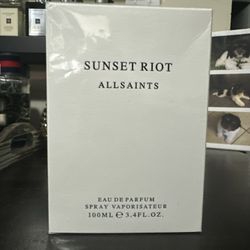 SUNSET RIOT
ALLSAINTS
EAU DE PARFUM
SPRAY VAPORISATEUR
100ML ℮ 3.4FL.OZ.